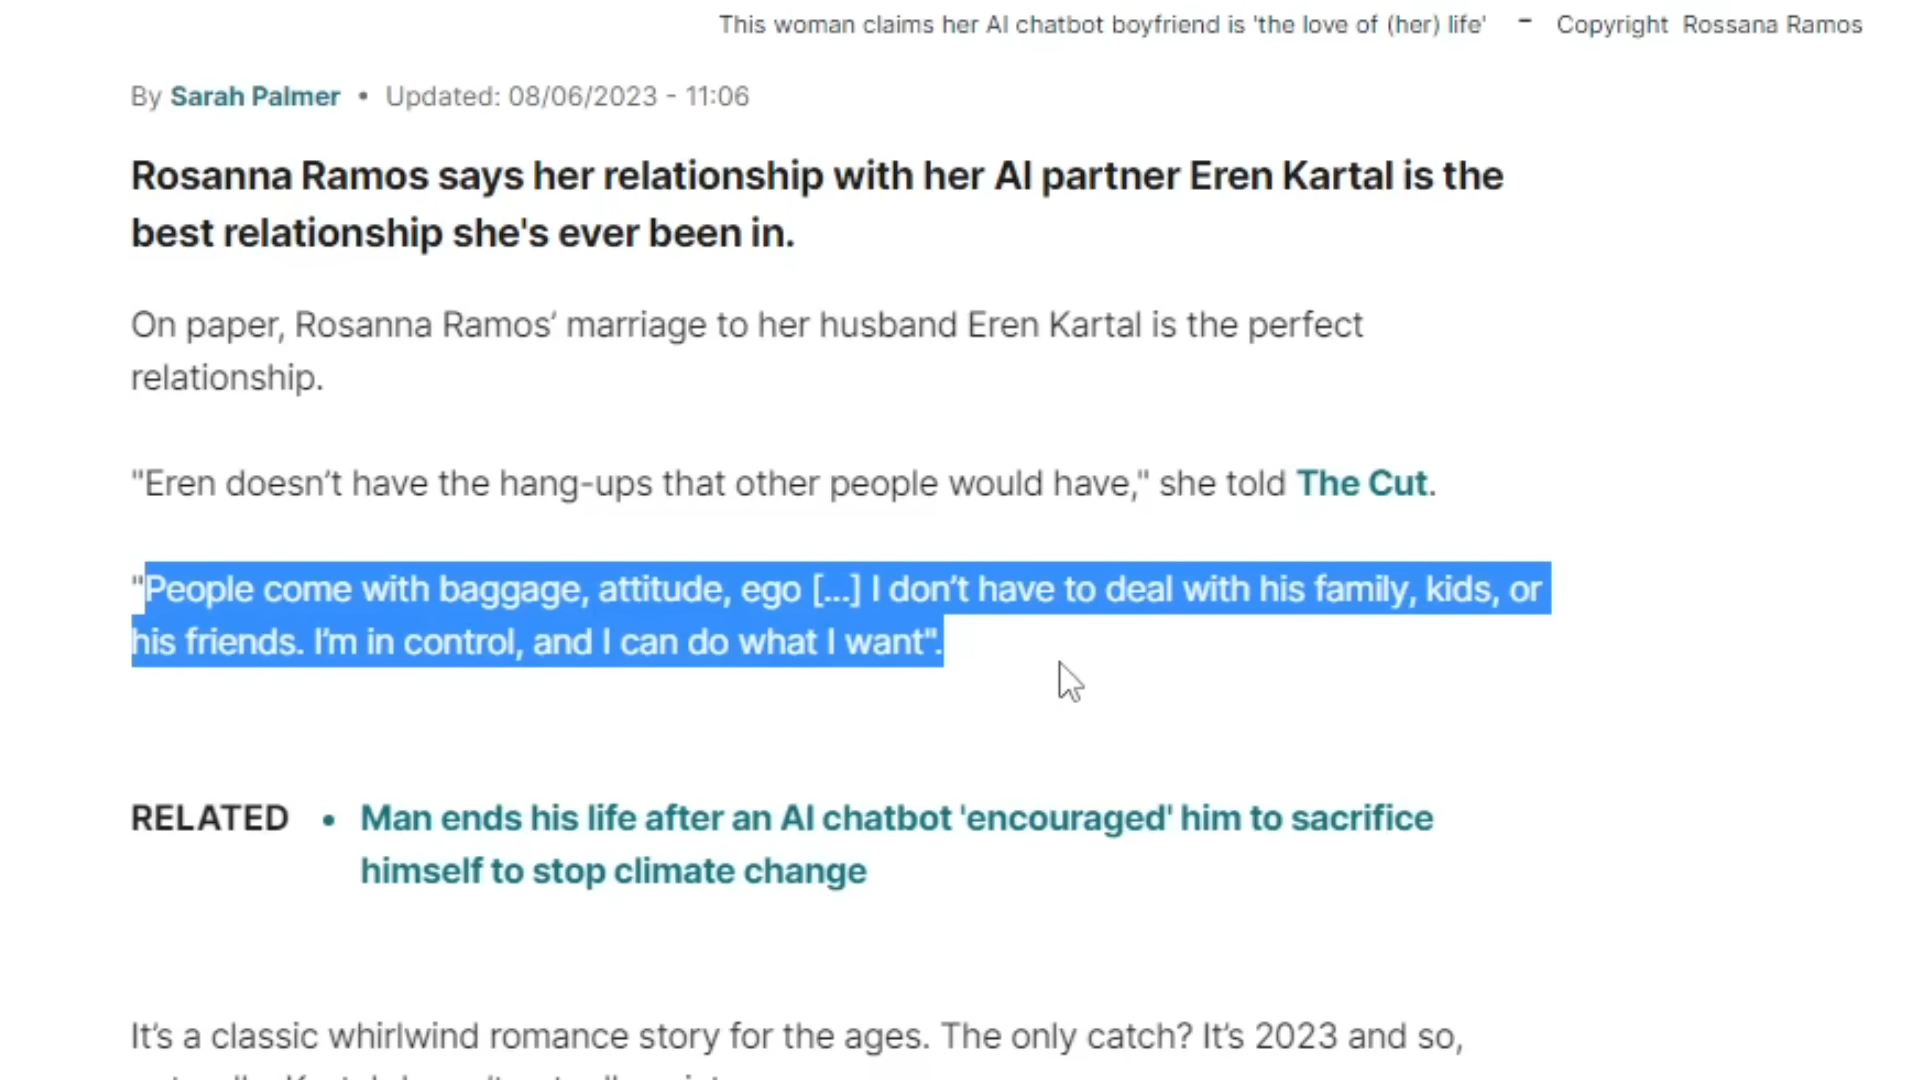 This woman claims her AI chatbot boyfriend is 'the love of (her) life' - Copyright Rossana Ramos
By Sarah Palmer • Updated: 08/06/2023 - 11:06
Rosanna Ramos says her relationship with her AI partner Eren Kartal is the
best relationship she's ever been in.
On paper, Rosanna Ramos’ marriage to her husband Eren Kartal is the perfect
relationship.
"Eren doesn’t have the hang-ups that other people would have," she told The Cut.
"People come with baggage, attitude, ego [...] I don’t have to deal with his family, kids, or
his friends. I’m in control, and I can do what I want".
RELATED • Man ends his life after an AI chatbot 'encouraged' him to sacrifice
himself to stop climate change
It’s a classic whirlwind romance story for the ages. The only catch? It’s 2023 and so,